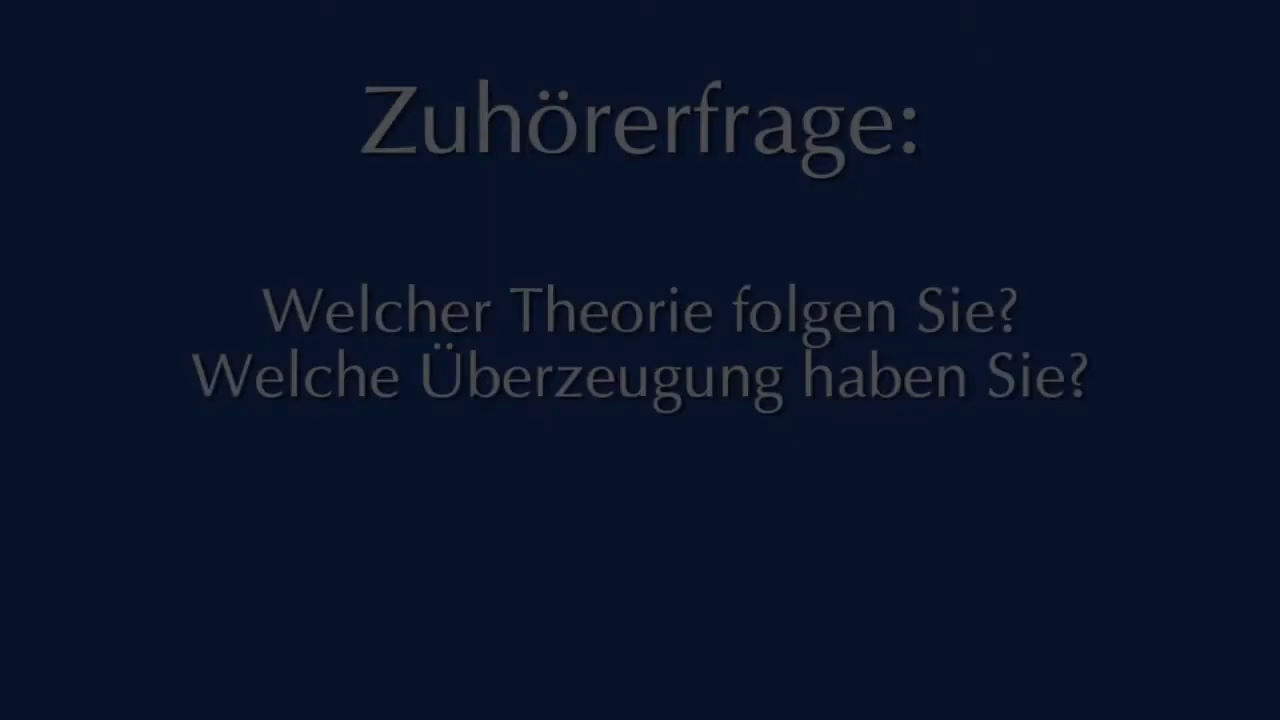 Zuhörerfrage:
Welcher Theorie folgen Sie?
Welche Überzeugung haben Sie?